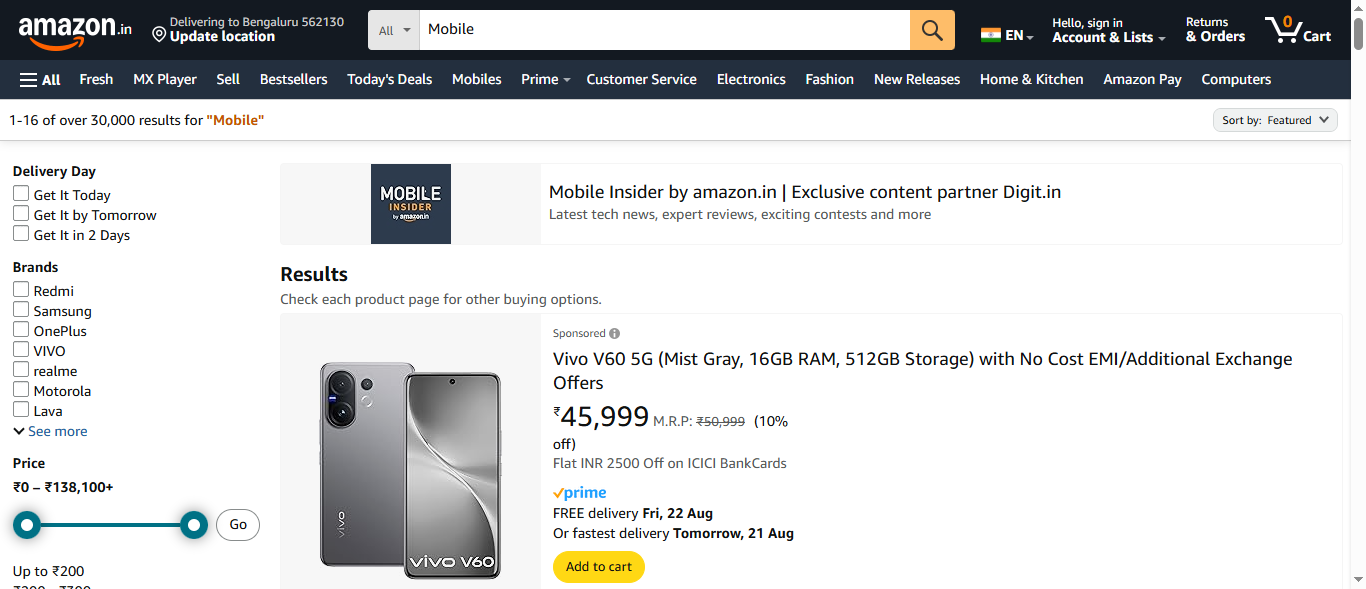 amazon.in
Delivering to Bengaluru 562130
Update location
All
Mobile
EN
Hello, sign in
Account & Lists
Returns
& Orders
0
Cart
All
Fresh
MX Player
Sell
Bestsellers
Today's Deals
Mobiles
Prime
Customer Service
Electronics
Fashion
New Releases
Home & Kitchen
Amazon Pay
Computers
1-16 of over 30,000 results for "Mobile"
Sort by: Featured
Delivery Day
Get It Today
Get It by Tomorrow
Get It in 2 Days
Brands
Redmi
Samsung
OnePlus
VIVO
realme
Motorola
Lava
See more
Price
₹0 – ₹138,100+
Go
Up to ₹200
MOBILE
INSIDER
by amazon.in
Mobile Insider by amazon.in | Exclusive content partner Digit.in
Latest tech news, expert reviews, exciting contests and more
Results
Check each product page for other buying options.
vivo
vivo V60
Sponsored
Vivo V60 5G (Mist Gray, 16GB RAM, 512GB Storage) with No Cost EMI/Additional Exchange
Offers
₹45,999 M.R.P: ₹50,999 (10%
off)
Flat INR 2500 Off on ICICI BankCards
prime
FREE delivery Fri, 22 Aug
Or fastest delivery Tomorrow, 21 Aug
Add to cart